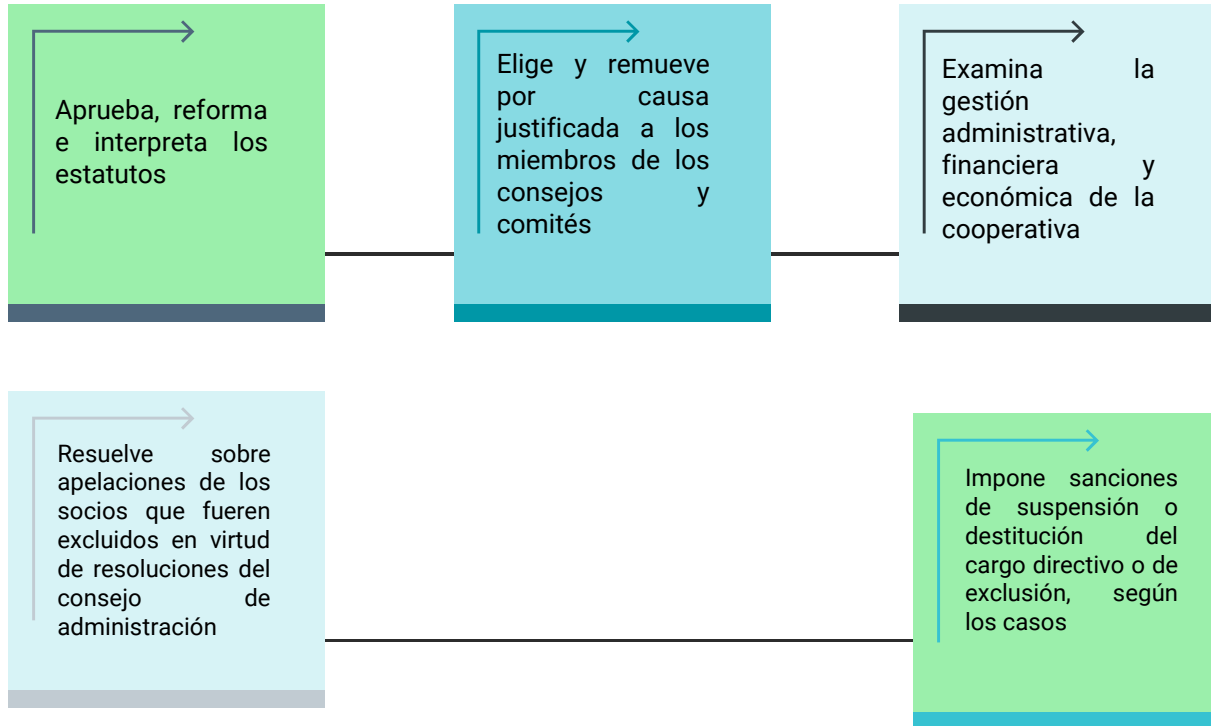 Aprueba, reforma
e interpreta los
estatutos
Elige y remueve
por causa
justificada a los
miembros de los
consejos y
comités
Examina la
gestión
administrativa,
financiera y
económica de la
cooperativa
Resuelve sobre
apelaciones de los
socios que fueren
excluidos en virtud
de resoluciones del
consejo de
administración
Impone sanciones
de suspensión o
destitución del
cargo directivo o de
exclusión, según
los casos